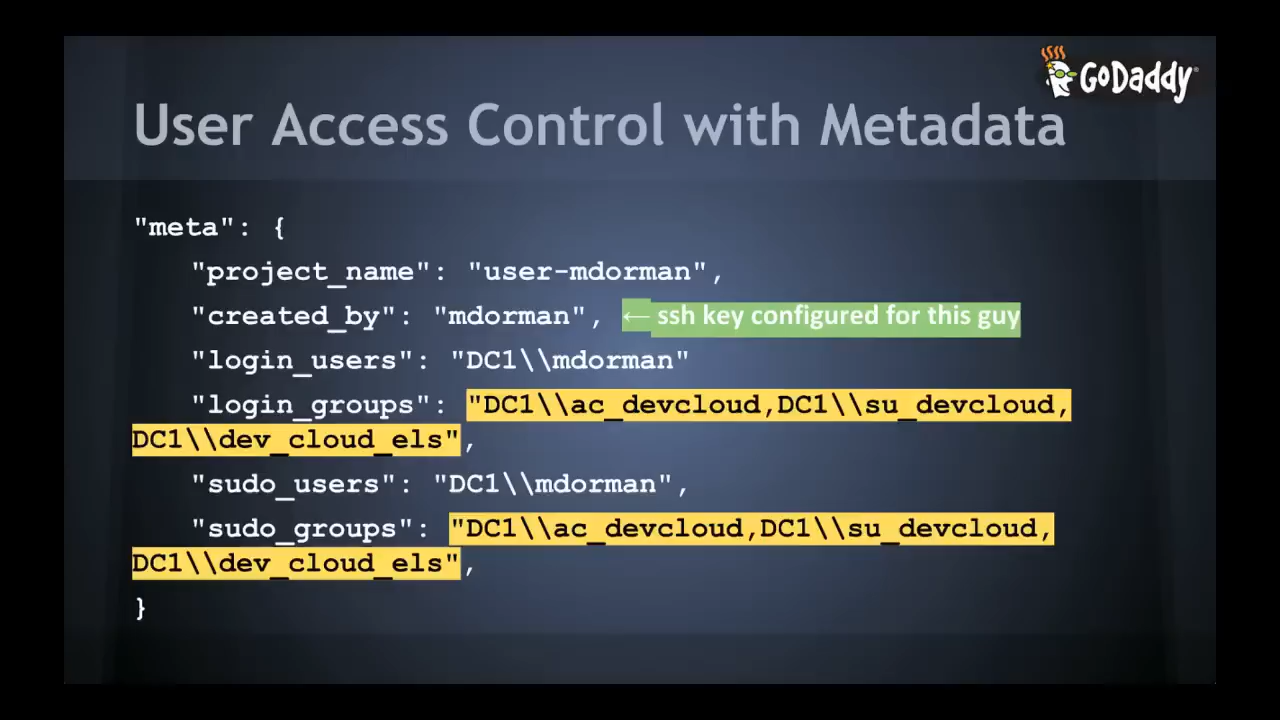 GoDaddy
User Access Control with Metadata
"meta": {
"project_name": "user-mdorman",
"created_by": "mdorman", ← ssh key configured for this guy
"login_users": "DC1\\mdorman"
"login_groups": "DC1\\ac_devcloud,DC1\\su_devcloud,
DC1\\dev_cloud_els",
"sudo_users": "DC1\\mdorman",
"sudo_groups": "DC1\\ac_devcloud,DC1\\su_devcloud,
DC1\\dev_cloud_els",
}